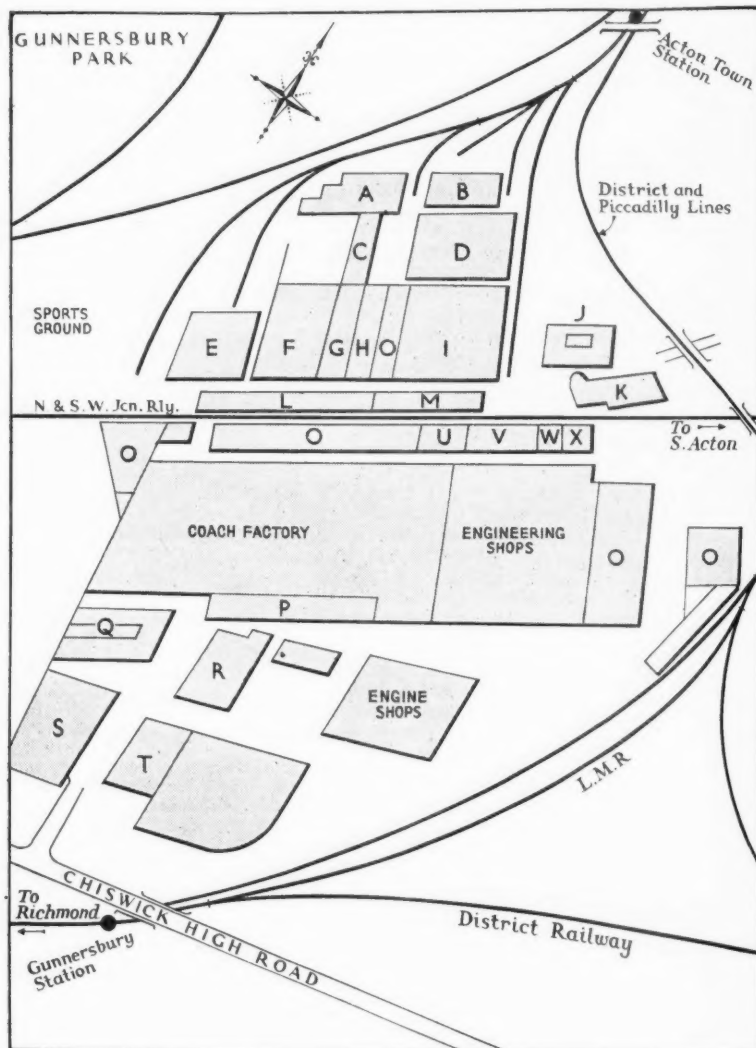 GUNNERSBURY
PARK
Acton Town
Station
A
B
District and
Piccadilly Lines
C
D
SPORTS
GROUND
J
E
F
G
H
O
I
K
N & S.W. Jcn. Rly.
L
M
To
S. Acton
O
O
U
V
W
X
COACH FACTORY
ENGINEERING
SHOPS
O
O
P
Q
R
ENGINE
SHOPS
S
T
L.M.R
CHISWICK HIGH ROAD
To
Richmond
Gunnersbury
Station
District Railway